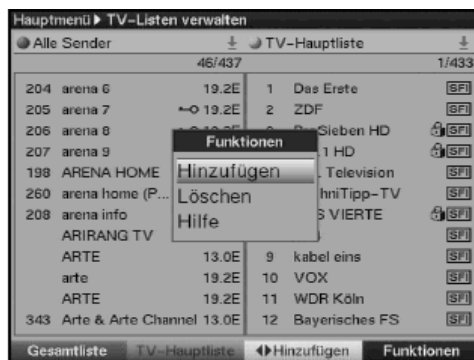 Hauptmenü TV-Listen verwalten
Alle Sender
46/437
204 arena 6 19.2E
205 arena 7 19.2E
206 arena 8
207 arena 9
198 ARENA HOME
260 arena home (P...
208 arena info
ARIRANG TV
ARTE 13.0E
arte 19.2E
ARTE 19.2E
343 Arte & Arte Channel 13.0E
TV-Hauptliste
1/433
1 Das Erste SFI
2 ZDF SFI
Sieben HD SFI
1 HD SFI
Television SFI
hniTipp-TV SFI
S VIERTE SFI
SFI
9 kabel eins SFI
10 VOX SFI
11 WDR Köln SFI
12 Bayerisches FS SFI
Funktionen
Hinzufügen
Löschen
Hilfe
Gesamtliste TV-Hauptliste Hinzufügen Funktionen